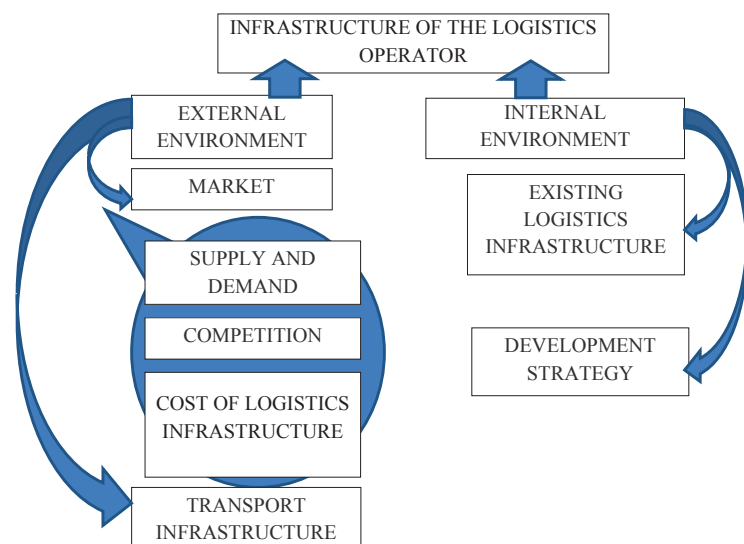 INFRASTRUCTURE OF THE LOGISTICS
OPERATOR
EXTERNAL
ENVIRONMENT
MARKET
SUPPLY AND
DEMAND
COMPETITION
COST OF LOGISTICS
INFRASTRUCTURE
TRANSPORT
INFRASTRUCTURE
INTERNAL
ENVIRONMENT
EXISTING
LOGISTICS
INFRASTRUCTURE
DEVELOPMENT
STRATEGY